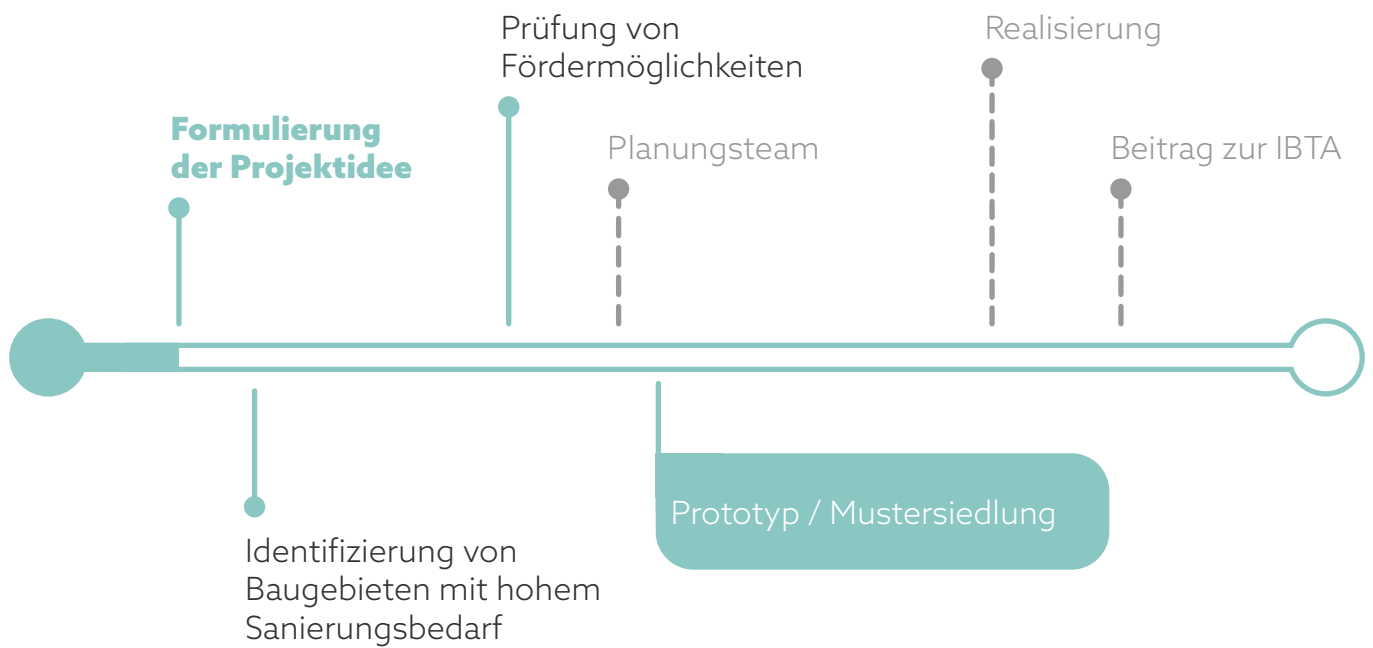 Prüfung von
Fördermöglichkeiten
Realisierung
Formulierung
der Projektidee
Planungsteam
Beitrag zur IBTA
Prototyp / Mustersiedlung
Identifizierung von
Baugebieten mit hohem
Sanierungsbedarf